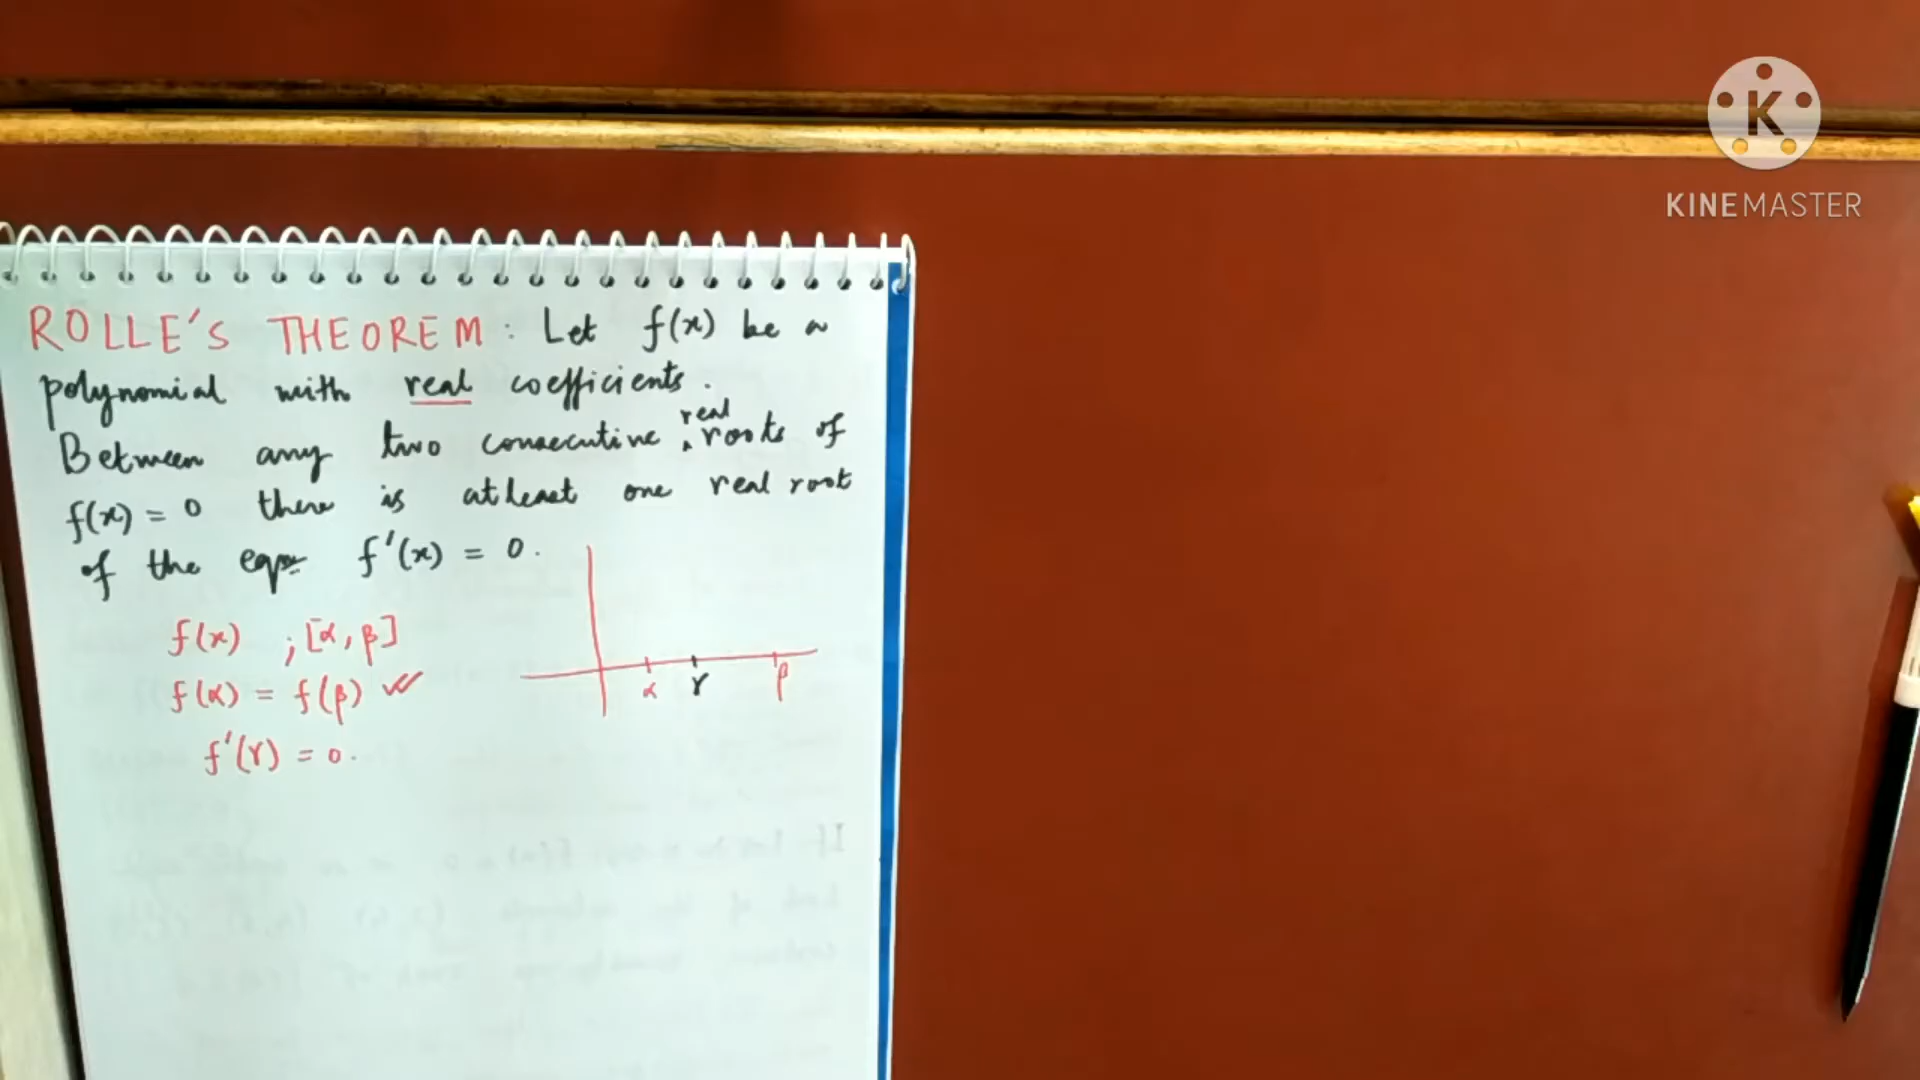 K
KINEMASTER
ROLLE'S THEOREM: Let f(x) be a
polynomial with real coefficients.
Between any two consecutive real roots of
f(x) = 0 there is atleast one real root
of the eqn f'(x) = 0.
f(x) ; [α, β]
f(α) = f(β) ✓
f'(γ) = 0.
α γ β